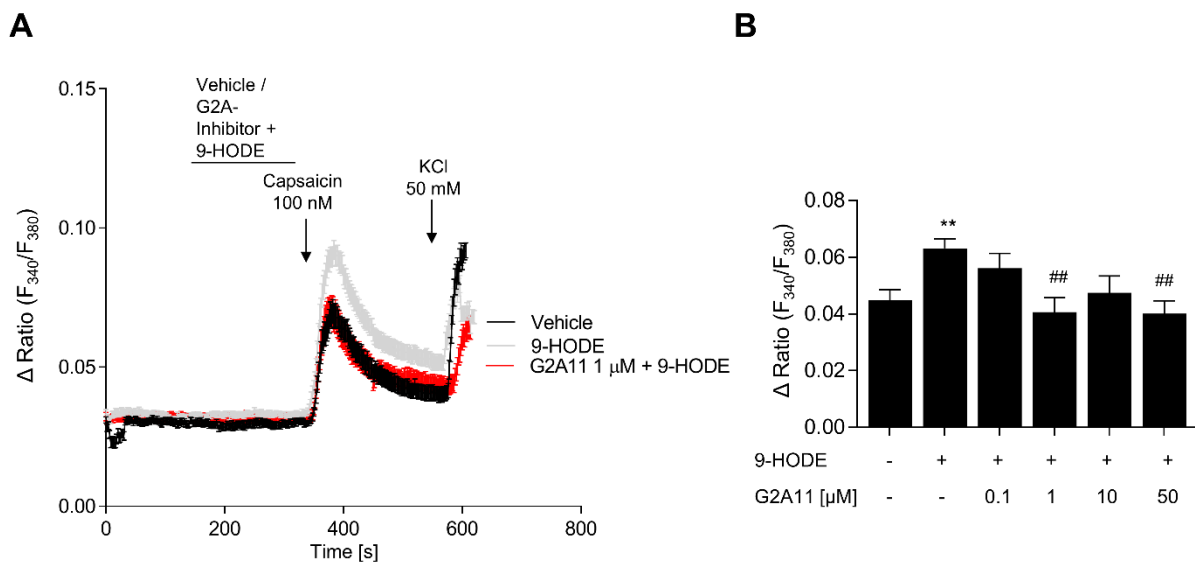 A
B
Δ Ratio (F340/F380)
0.15
0.10
0.05
0.00
Vehicle /
G2A-
Inhibitor +
9-HODE
Capsaicin
100 nM
KCl
50 mM
Vehicle
9-HODE
G2A11 1 μM + 9-HODE
0
200
400
600
800
Time [s]
Δ Ratio (F340/F380)
0.08
0.06
0.04
0.02
0.00
**
##
##
9-HODE - + + + + +
G2A11 [μM] - - 0.1 1 10 50